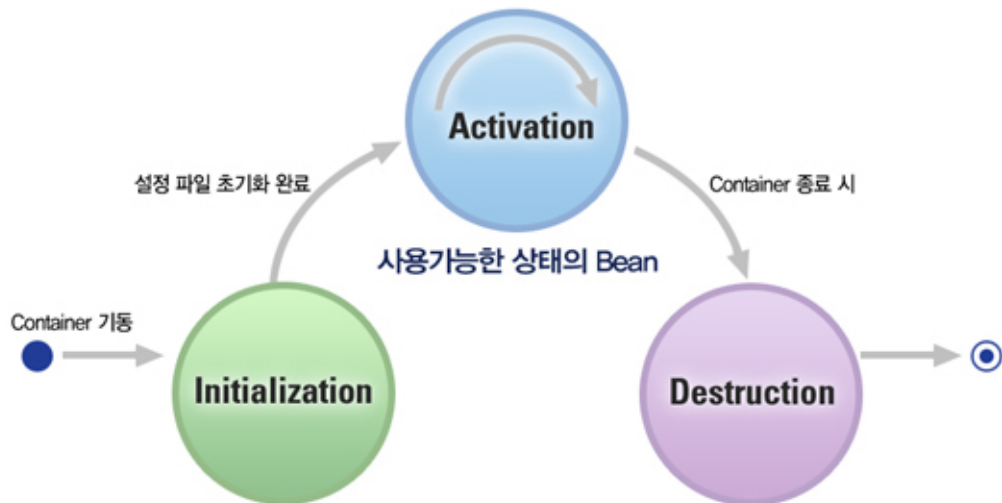 Activation
설정 파일 초기화 완료
Container 종료 시
사용가능한 상태의 Bean
Container 기동
Initialization
Destruction